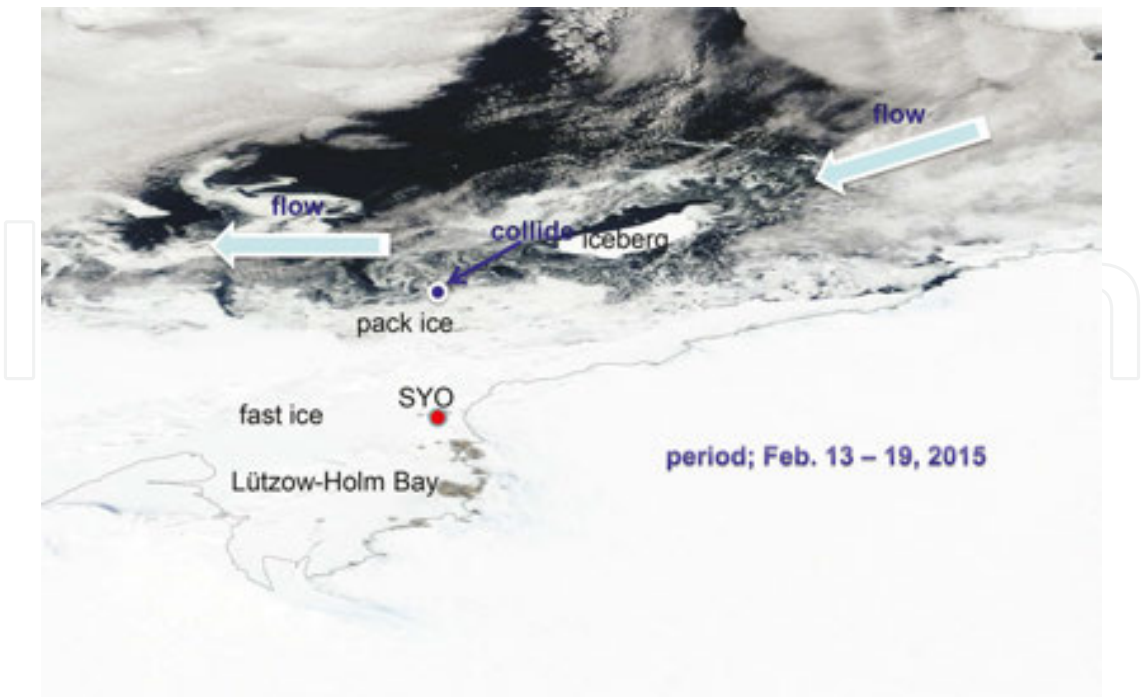 flow
flow
collide
iceberg
pack ice
SYO
fast ice
period; Feb. 13 – 19, 2015
Lützow-Holm Bay